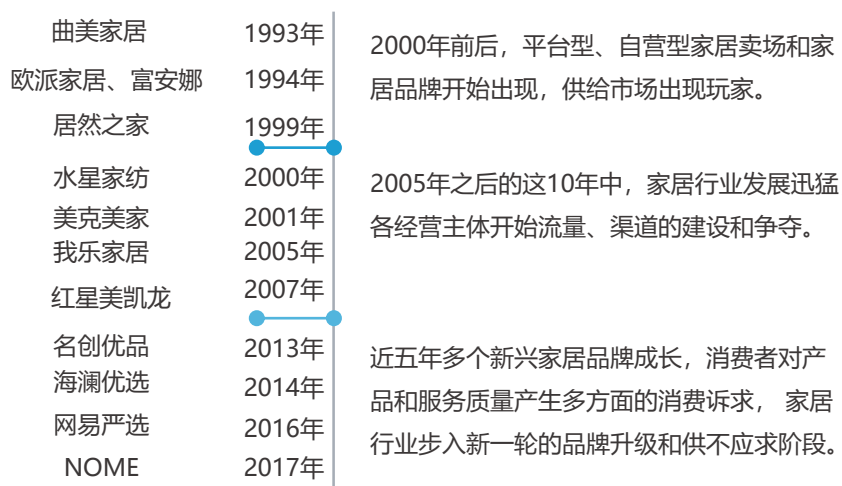 曲美家居 1993年
欧派家居、富安娜 1994年
居然之家 1999年
2000年前后，平台型、自营型家居卖场和家
居品牌开始出现，供给市场出现玩家。
水星家纺 2000年
美克美家 2001年
我乐家居 2005年
红星美凯龙 2007年
2005年之后的这10年中，家居行业发展迅猛
各经营主体开始流量、渠道的建设和争夺。
名创优品 2013年
海澜优选 2014年
网易严选 2016年
NOME 2017年
近五年多个新兴家居品牌成长，消费者对产
品和服务质量产生多方面的消费诉求， 家居
行业步入新一轮的品牌升级和供不应求阶段。